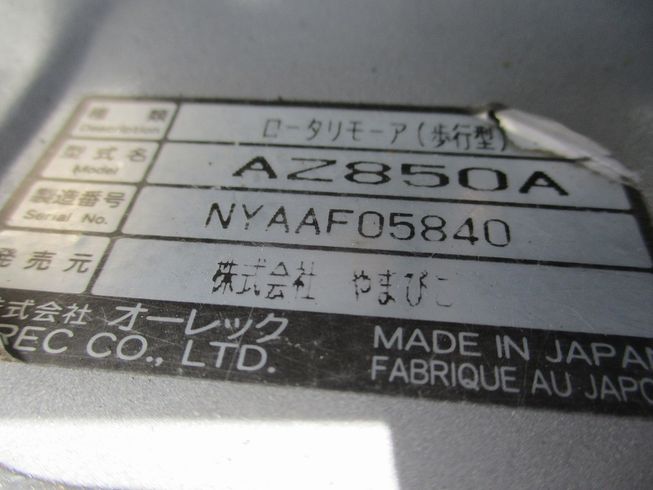 種類 ロータリモーア(歩行型)
Description
型式名 AZ850A
Model
製造番号 NYAAF05840
Serial No.
発売元 株式会社 やまびこ
株式会社 オーレック
OREC CO., LTD.
MADE IN JAPAN
FABRIQUE AU JAPON